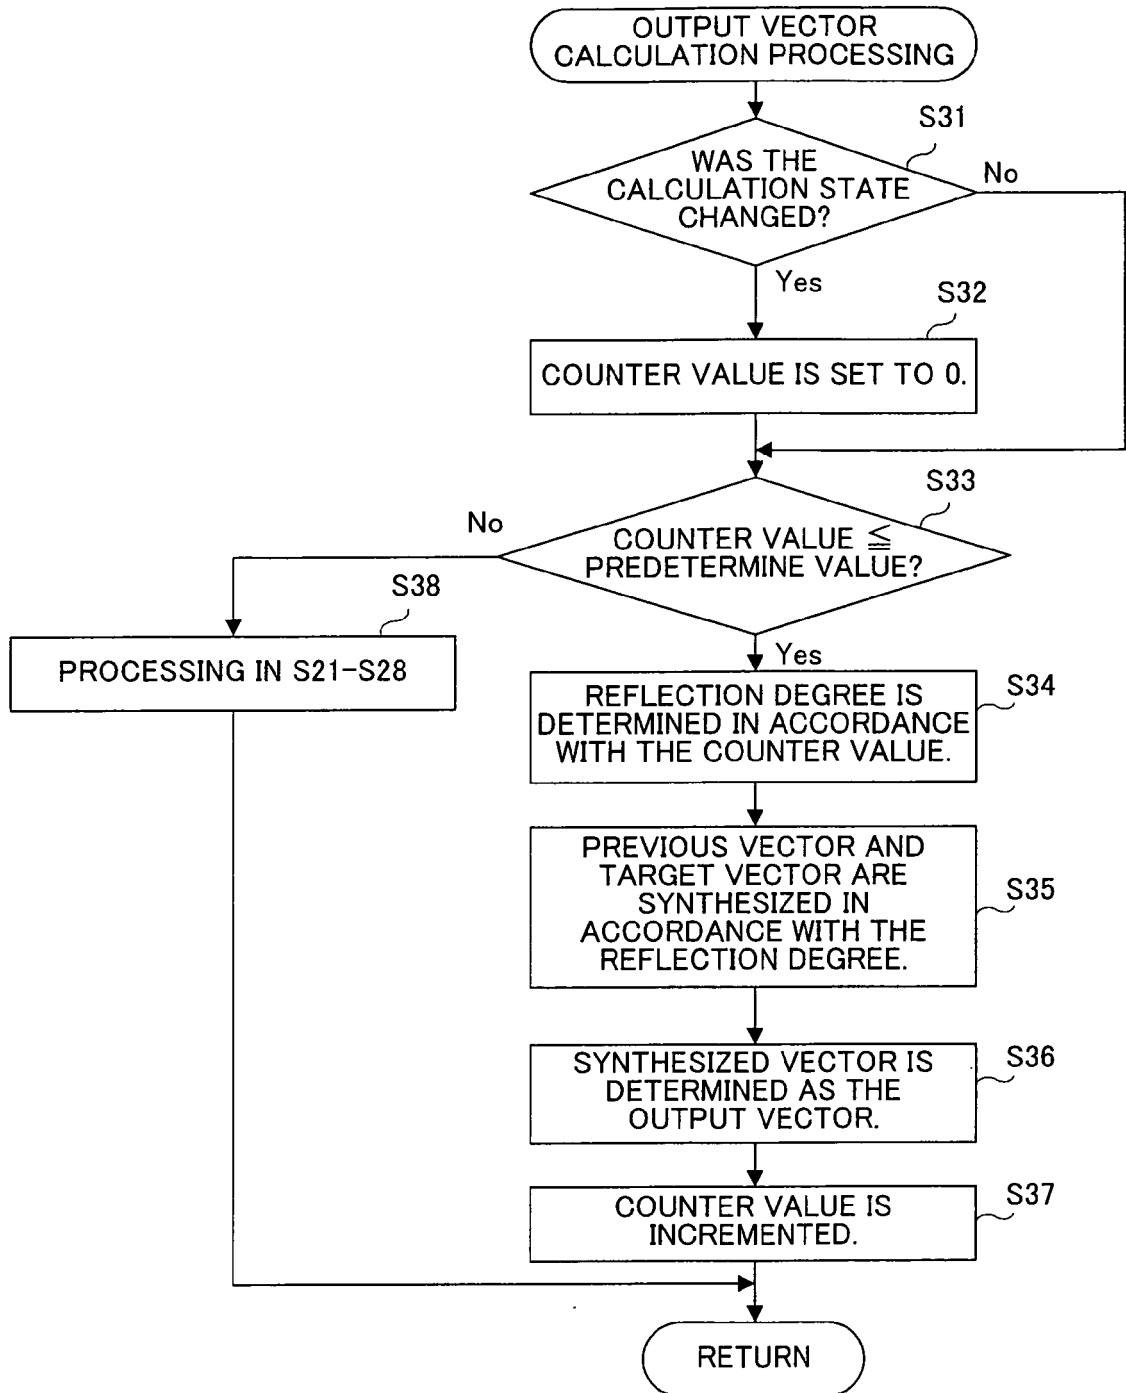 OUTPUT VECTOR
CALCULATION PROCESSING
S31
WAS THE
CALCULATION STATE
CHANGED?
No
Yes
S32
COUNTER VALUE IS SET TO 0.
S33
No
COUNTER VALUE ≦
PREDETERMINE VALUE?
S38
PROCESSING IN S21-S28
Yes
S34
REFLECTION DEGREE IS
DETERMINED IN ACCORDANCE
WITH THE COUNTER VALUE.
PREVIOUS VECTOR AND
TARGET VECTOR ARE
SYNTHESIZED IN
ACCORDANCE WITH THE
REFLECTION DEGREE.
S35
SYNTHESIZED VECTOR IS
DETERMINED AS THE
OUTPUT VECTOR.
S36
COUNTER VALUE IS
INCREMENTED.
S37
RETURN